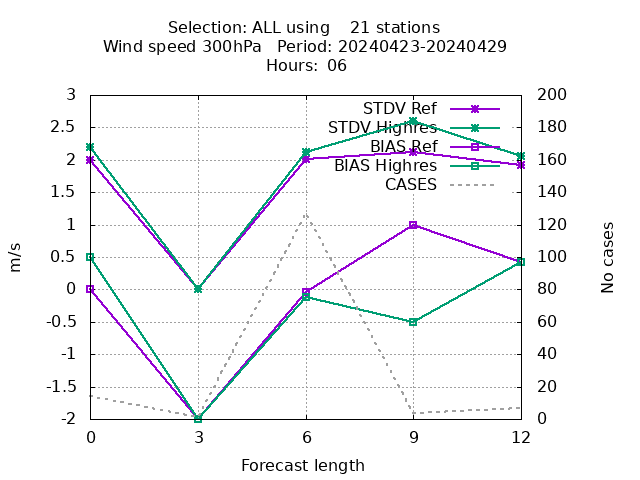 Selection: ALL using    21 stations
Wind speed 300hPa   Period: 20240423-20240429
Hours: 06
3 200
STDV Ref
2.5 180
STDV Highres
2 160
BIAS Ref
BIAS Highres
1.5 140
CASES
1 120
0.5 100
0 80
-0.5 60
-1 40
-1.5 20
-2 0
m/s
No cases
0 3 6 9 12
Forecast length